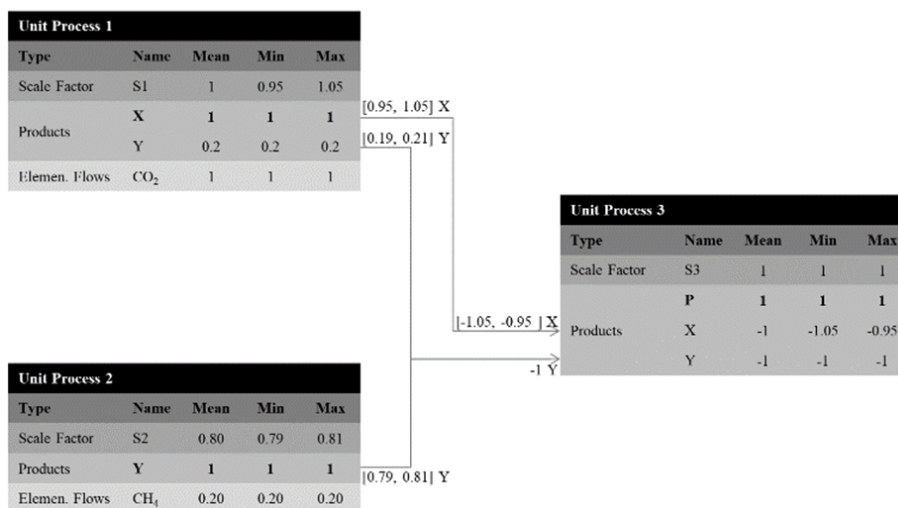 Unit Process 1
Type Name Mean Min Max
Scale Factor S1 1 0.95 1.05
Products X 1 1 1
Y 0.2 0.2 0.2
Elemen. Flows CO₂ 1 1 1
[0.95, 1.05] X
[0.19, 0.21] Y
Unit Process 3
Type Name Mean Min Max
Scale Factor S3 1 1 1
Products P 1 1 1
X -1 -1.05 -0.95
Y -1 -1 -1
[-1.05, -0.95 ] X
-1 Y
Unit Process 2
Type Name Mean Min Max
Scale Factor S2 0.80 0.79 0.81
Products Y 1 1 1
Elemen. Flows CH₄ 0.20 0.20 0.20
[0.79, 0.81] Y